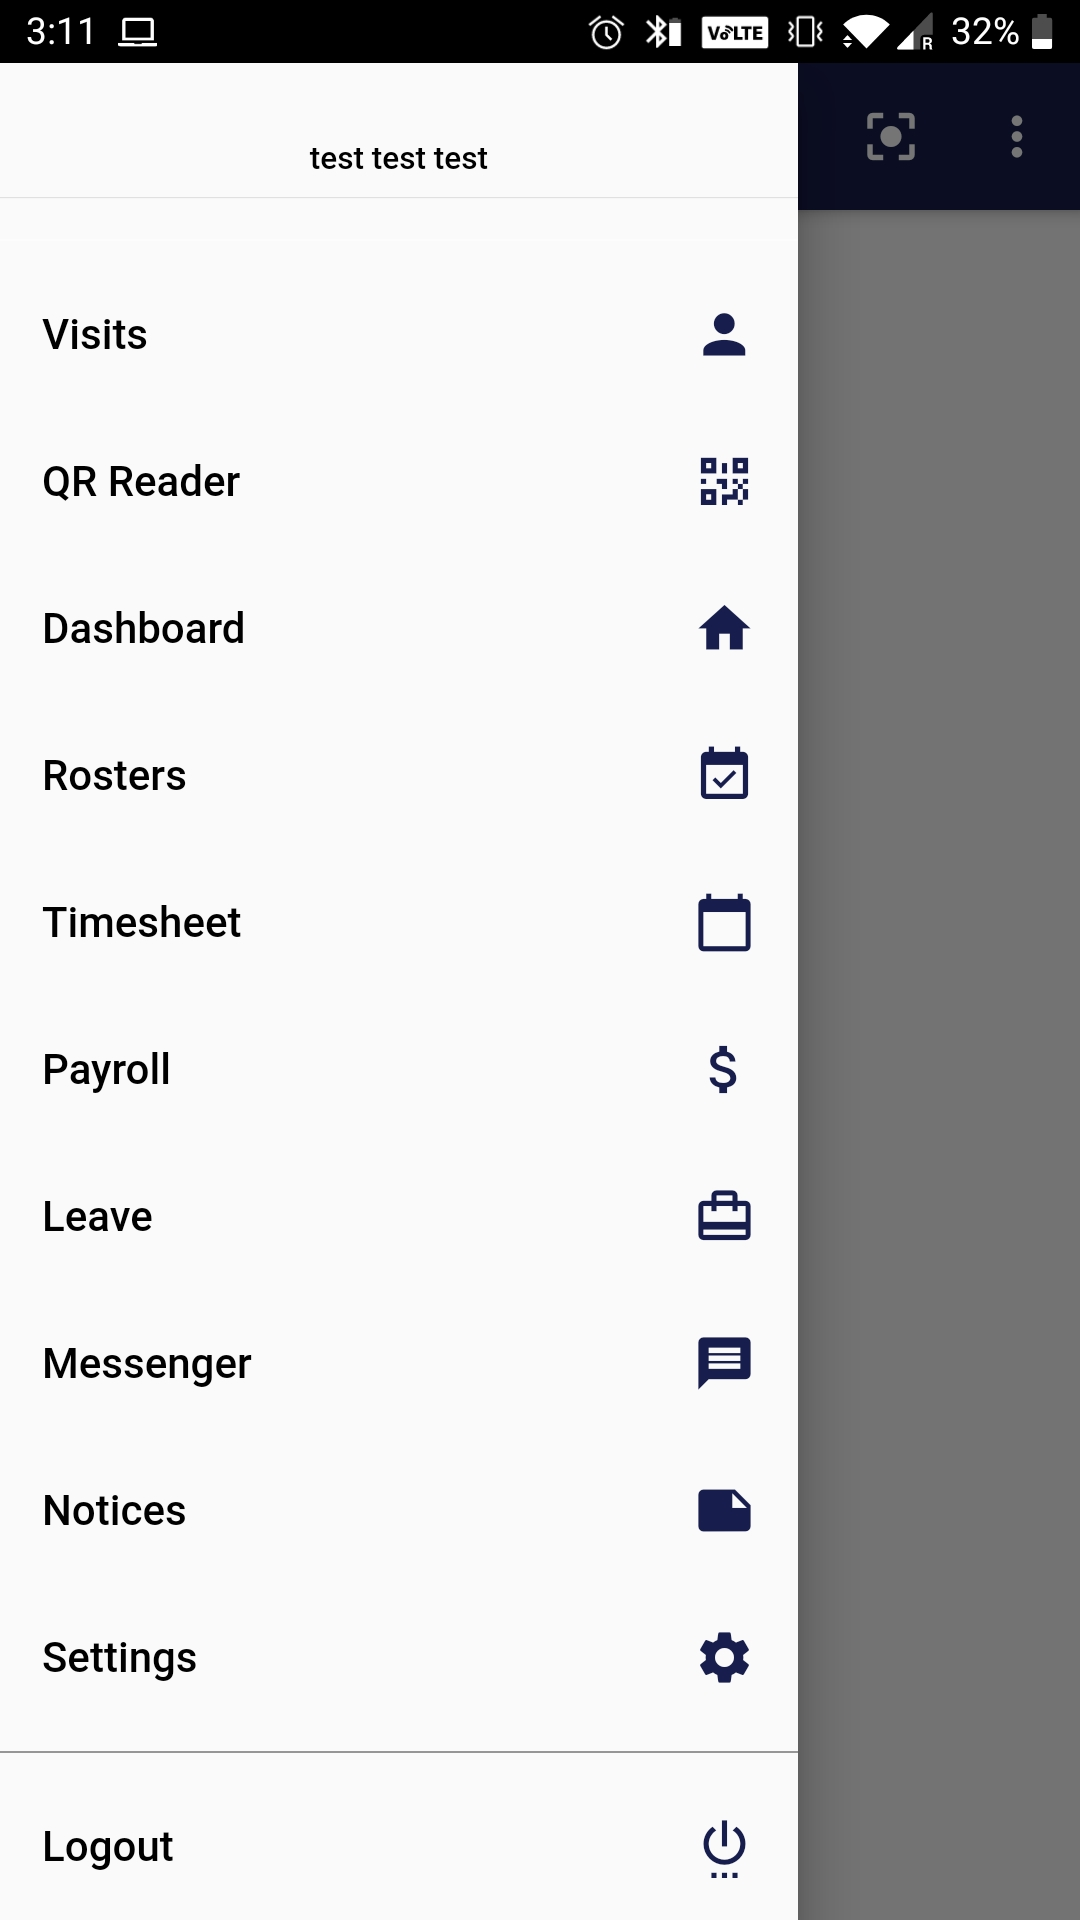 3:11 VoLTE R 32%
test test test
Visits
QR Reader
Dashboard
Rosters
Timesheet
Payroll
Leave
Messenger
Notices
Settings
Logout